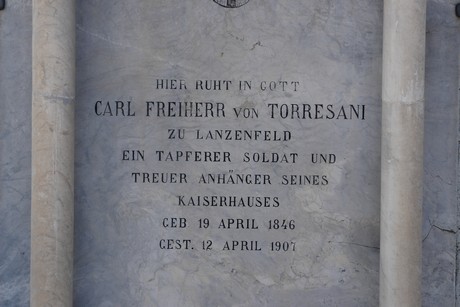 HIER RUHT IN GOTT
CARL FREIHERR VON TORRESANI
ZU LANZENFELD
EIN TAPFERER SOLDAT UND
TREUER ANHÄNGER SEINES
KAISERHAUSES
GEB 19 APRIL 1846
GEST. 12 APRIL 1907